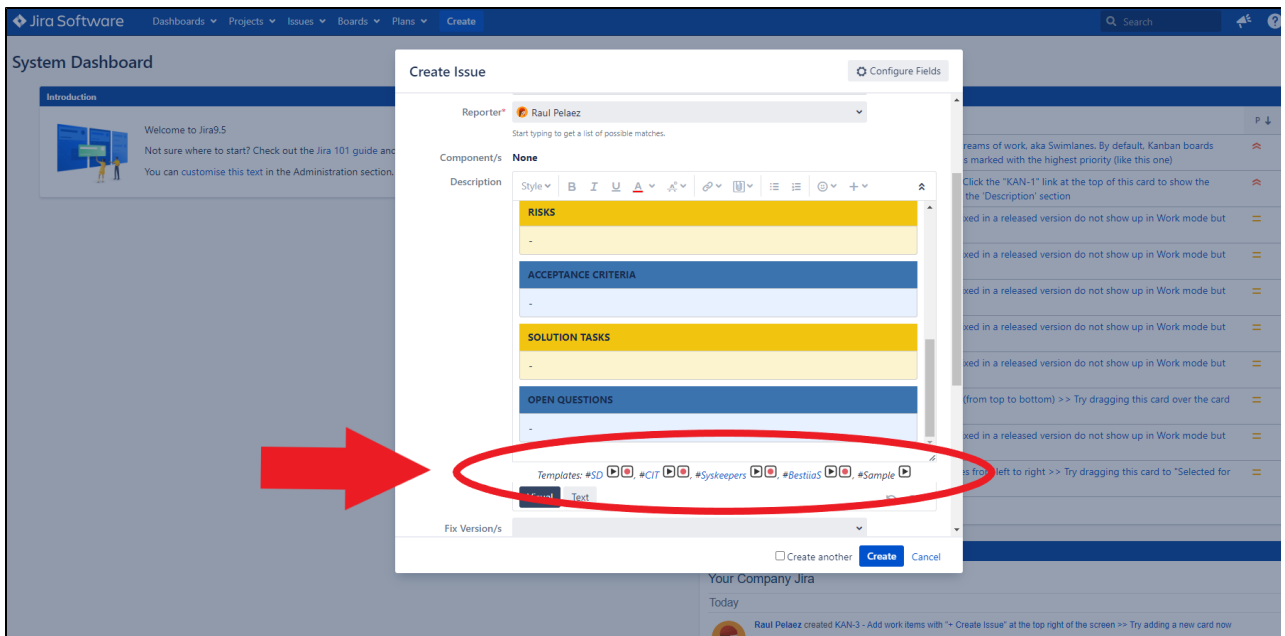 Jira Software Dashboards Projects Issues Boards Plans Create Search
System Dashboard
Introduction
Welcome to Jira9.5
Not sure where to start? Check out the Jira 101 guide and
You can customise this text in the Administration section.
Create Issue
Configure Fields
Reporter* Raul Pelaez
Start typing to get a list of possible matches.
Component/s None
Description
Style B I U A
RISKS
-
ACCEPTANCE CRITERIA
-
SOLUTION TASKS
-
OPEN QUESTIONS
-
Templates: #SD, #CIT, #Syskeepers, #BestiiaS, #Sample
Visual Text
Fix Version/s
Create another Create Cancel
P
reams of work, aka Swimlanes. By default, Kanban boards
s marked with the highest priority (like this one)
Click the "KAN-1" link at the top of this card to show the
the 'Description' section
xed in a released version do not show up in Work mode but
xed in a released version do not show up in Work mode but
xed in a released version do not show up in Work mode but
xed in a released version do not show up in Work mode but
xed in a released version do not show up in Work mode but
(from top to bottom) >> Try dragging this card over the card
xed in a released version do not show up in Work mode but
s from left to right >> Try dragging this card to "Selected for
Your Company Jira
Today
Raul Pelaez created KAN-3 - Add work items with "+ Create Issue" at the top right of the screen >> Try adding a new card now